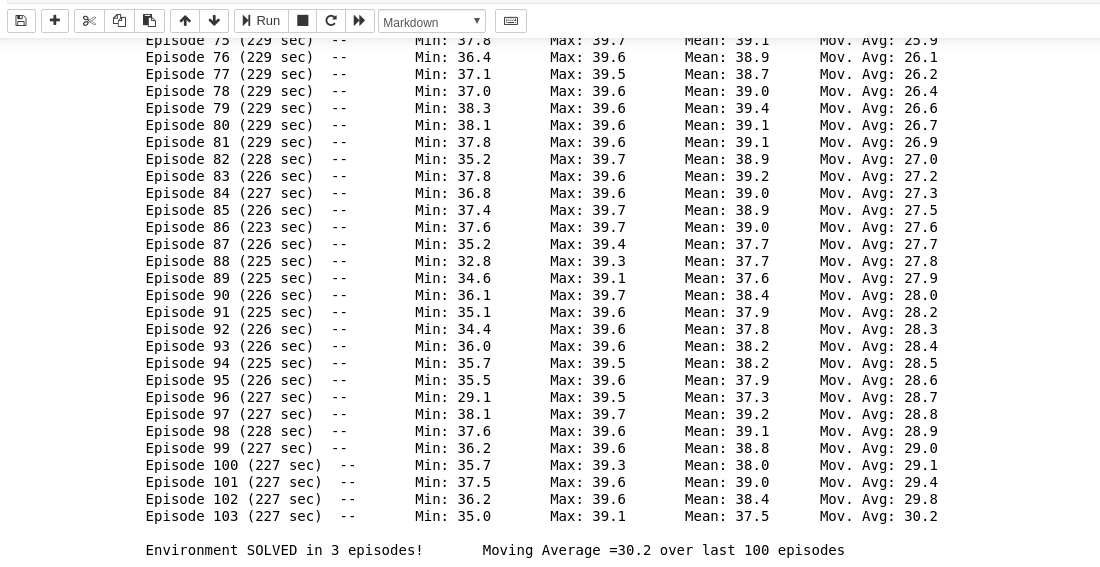 Run
Markdown
Episode 75 (229 sec)  --        Min: 37.8       Max: 39.7       Mean: 39.1      Mov. Avg: 25.9
Episode 76 (229 sec)  --        Min: 36.4       Max: 39.6       Mean: 38.9      Mov. Avg: 26.1
Episode 77 (229 sec)  --        Min: 37.1       Max: 39.5       Mean: 38.7      Mov. Avg: 26.2
Episode 78 (229 sec)  --        Min: 37.0       Max: 39.6       Mean: 39.0      Mov. Avg: 26.4
Episode 79 (229 sec)  --        Min: 38.3       Max: 39.6       Mean: 39.4      Mov. Avg: 26.6
Episode 80 (229 sec)  --        Min: 38.1       Max: 39.6       Mean: 39.1      Mov. Avg: 26.7
Episode 81 (229 sec)  --        Min: 37.8       Max: 39.6       Mean: 39.1      Mov. Avg: 26.9
Episode 82 (228 sec)  --        Min: 35.2       Max: 39.7       Mean: 38.9      Mov. Avg: 27.0
Episode 83 (226 sec)  --        Min: 37.8       Max: 39.6       Mean: 39.2      Mov. Avg: 27.2
Episode 84 (227 sec)  --        Min: 36.8       Max: 39.6       Mean: 39.0      Mov. Avg: 27.3
Episode 85 (226 sec)  --        Min: 37.4       Max: 39.7       Mean: 38.9      Mov. Avg: 27.5
Episode 86 (223 sec)  --        Min: 37.6       Max: 39.7       Mean: 39.0      Mov. Avg: 27.6
Episode 87 (226 sec)  --        Min: 35.2       Max: 39.4       Mean: 37.7      Mov. Avg: 27.7
Episode 88 (225 sec)  --        Min: 32.8       Max: 39.3       Mean: 37.7      Mov. Avg: 27.8
Episode 89 (225 sec)  --        Min: 34.6       Max: 39.1       Mean: 37.6      Mov. Avg: 27.9
Episode 90 (226 sec)  --        Min: 36.1       Max: 39.7       Mean: 38.4      Mov. Avg: 28.0
Episode 91 (225 sec)  --        Min: 35.1       Max: 39.6       Mean: 37.9      Mov. Avg: 28.2
Episode 92 (226 sec)  --        Min: 34.4       Max: 39.6       Mean: 37.8      Mov. Avg: 28.3
Episode 93 (226 sec)  --        Min: 36.0       Max: 39.6       Mean: 38.2      Mov. Avg: 28.4
Episode 94 (225 sec)  --        Min: 35.7       Max: 39.5       Mean: 38.2      Mov. Avg: 28.5
Episode 95 (226 sec)  --        Min: 35.5       Max: 39.6       Mean: 37.9      Mov. Avg: 28.6
Episode 96 (227 sec)  --        Min: 29.1       Max: 39.5       Mean: 37.3      Mov. Avg: 28.7
Episode 97 (227 sec)  --        Min: 38.1       Max: 39.7       Mean: 39.2      Mov. Avg: 28.8
Episode 98 (228 sec)  --        Min: 37.6       Max: 39.6       Mean: 39.1      Mov. Avg: 28.9
Episode 99 (227 sec)  --        Min: 36.2       Max: 39.6       Mean: 38.8      Mov. Avg: 29.0
Episode 100 (227 sec)  --       Min: 35.7       Max: 39.3       Mean: 38.0      Mov. Avg: 29.1
Episode 101 (227 sec)  --       Min: 37.5       Max: 39.6       Mean: 39.0      Mov. Avg: 29.4
Episode 102 (227 sec)  --       Min: 36.2       Max: 39.6       Mean: 38.4      Mov. Avg: 29.8
Episode 103 (227 sec)  --       Min: 35.0       Max: 39.1       Mean: 37.5      Mov. Avg: 30.2
Environment SOLVED in 3 episodes!       Moving Average =30.2 over last 100 episodes